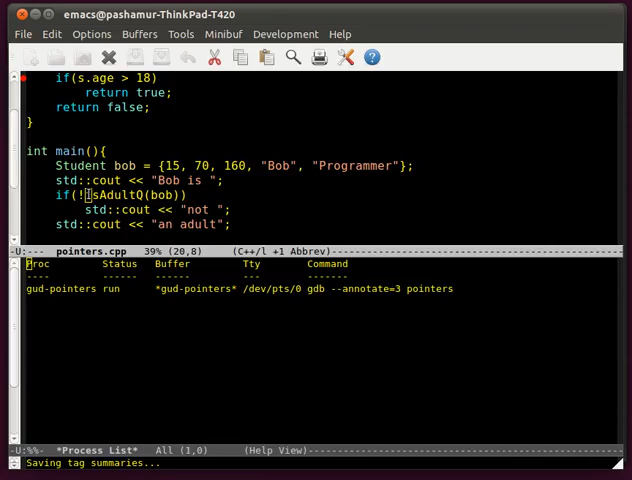 emacs@pashamur-ThinkPad-T420
File Edit Options Buffers Tools Minibuf Development Help
if(s.age > 18)
return true;
return false;
}
int main(){
Student bob = {15, 70, 160, "Bob", "Programmer"};
std::cout << "Bob is ";
if(!isAdultQ(bob))
std::cout << "not ";
std::cout << "an adult";
-U:--- pointers.cpp 39% (20,8) (C++/l +1 Abbrev)
Proc Status Buffer Tty Command
---- ------ ------ --- -------
gud-pointers run *gud-pointers* /dev/pts/0 gdb --annotate=3 pointers
-U:%%- *Process List* All (1,0) (Help View)
Saving tag summaries...